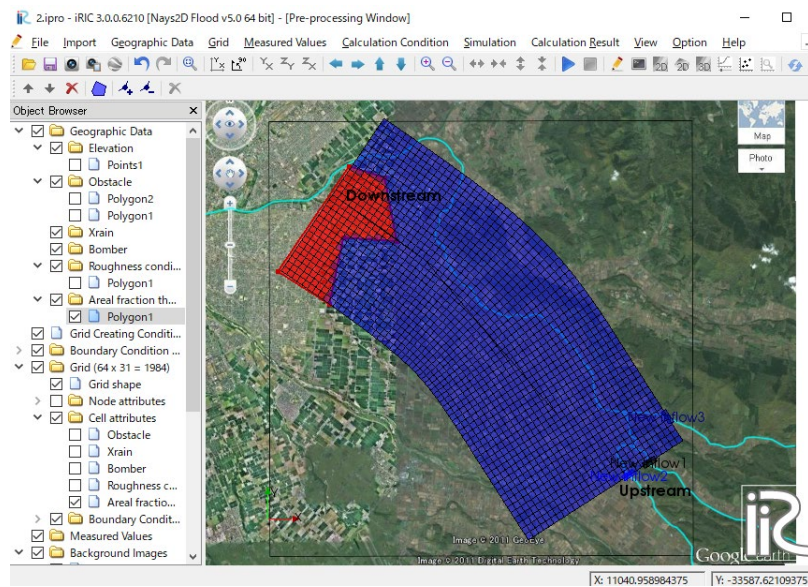 2.ipro - iRIC 3.0.0.6210 [Nays2D Flood v5.0 64 bit] - [Pre-processing Window]
File Import Geographic Data Grid Measured Values Calculation Condition Simulation Calculation Result View Option Help
Object Browser
Geographic Data
Elevation
Points1
Obstacle
Polygon2
Polygon1
Xrain
Bomber
Roughness condi...
Polygon1
Areal fraction th...
Polygon1
Grid Creating Conditi...
Boundary Condition ...
Grid (64 x 31 = 1984)
Grid shape
Node attributes
Cell attributes
Obstacle
Xrain
Bomber
Roughness c...
Areal fractio...
Boundary Condit...
Measured Values
Background Images
Map
Photo
Downstream
New Inflow3
New Inflow1
New Inflow2
Upstream
Y
X
Image © 2011 GeoEye
Image © 2011 Digital Earth Technology
Google earth
iRIC
X: 11040.958984375 Y: -33587.62109375